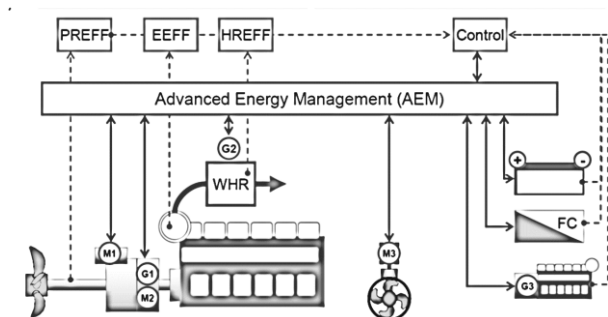 PREFF
EEFF
HREFF
Control
Advanced Energy Management (AEM)
G2
WHR
+
-
FC
M1
M3
G1
M2
G3